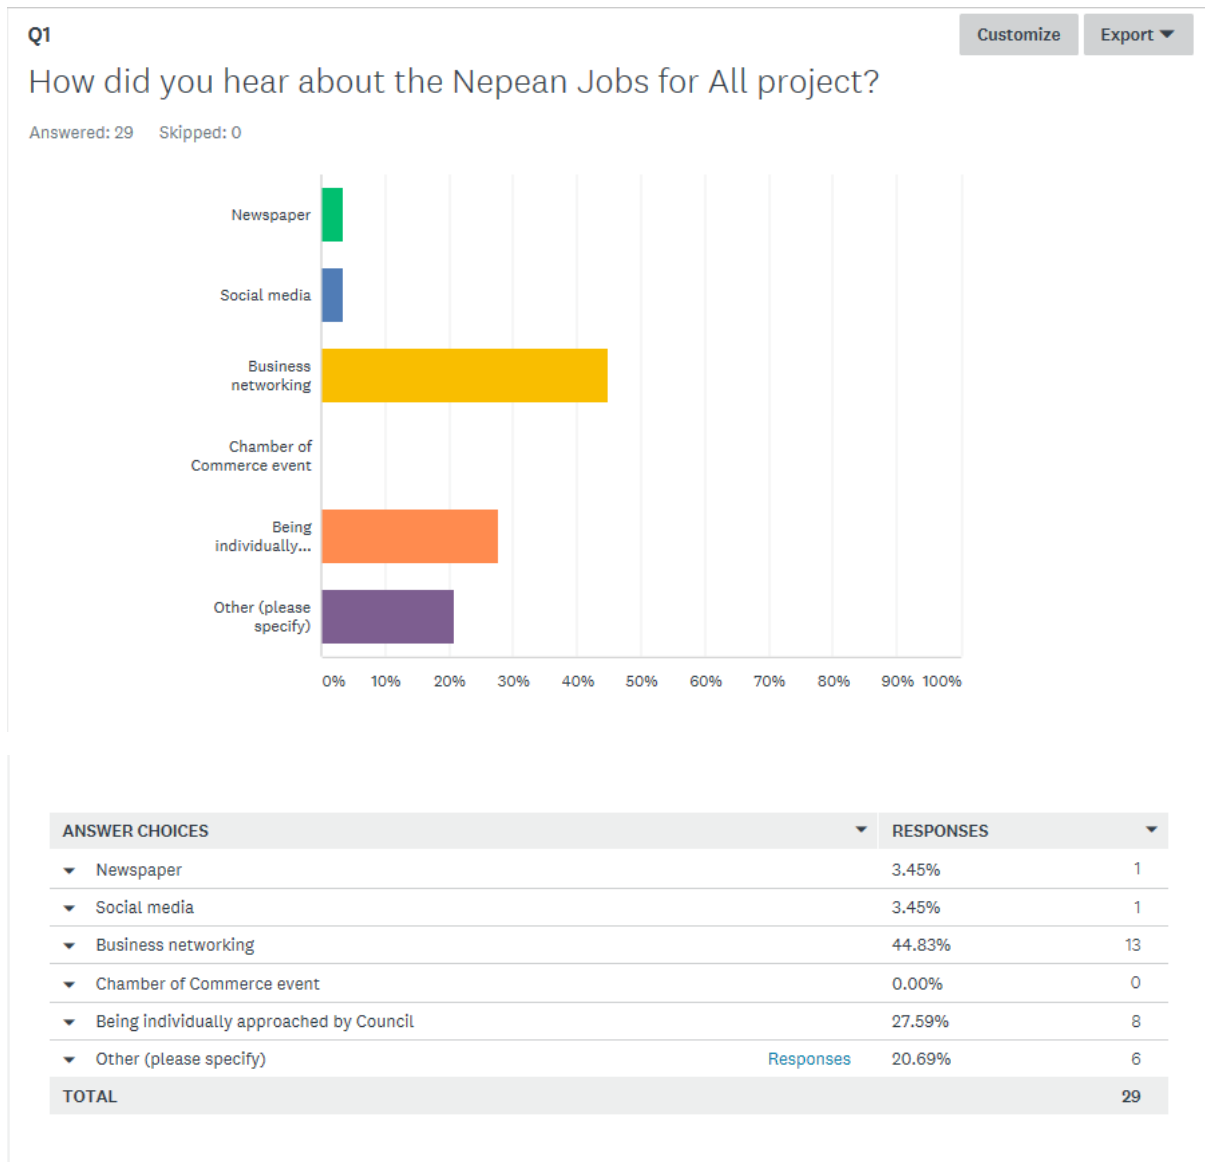 Q1
Customize
Export
How did you hear about the Nepean Jobs for All project?
Answered: 29 Skipped: 0
Newspaper
Social media
Business
networking
Chamber of
Commerce event
Being
individually...
Other (please
specify)
0% 10% 20% 30% 40% 50% 60% 70% 80% 90% 100%
ANSWER CHOICES RESPONSES
Newspaper 3.45% 1
Social media 3.45% 1
Business networking 44.83% 13
Chamber of Commerce event 0.00% 0
Being individually approached by Council 27.59% 8
Other (please specify) Responses 20.69% 6
TOTAL 29